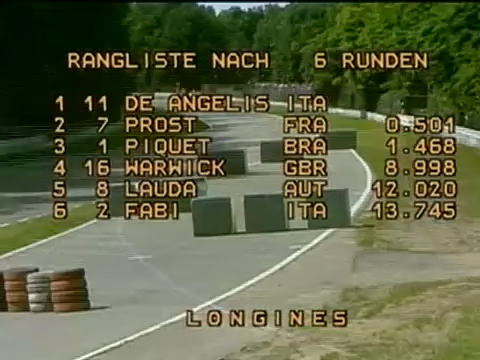 RANGLISTE NACH 6 RUNDEN
1 11 DE ANGELIS ITA
2 7 PROST FRA 0.501
3 1 PIQUET BRA 1.468
4 16 WARWICK GBR 8.998
5 8 LAUDA AUT 12.020
6 2 FABI ITA 13.745
LONGINES